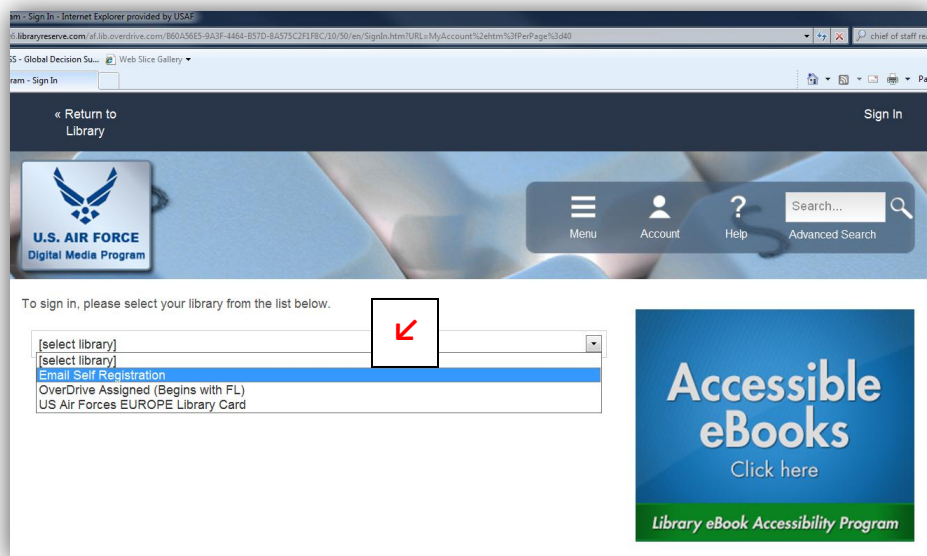 am - Sign In - Internet Explorer provided by USAF
6.libraryreserve.com/af.lib.overdrive.com/B60A56E5-9A3F-4464-B57D-8A575C2F1F8C/10/50/en/SignIn.htm?URL=MyAccount%2ehtm%3fPerPage%3d40
chief of staff rea
SS - Global Decision Su... Web Slice Gallery
ram - Sign In
Pa
« Return to
Library
Sign In
U.S. AIR FORCE
Digital Media Program
Menu
Account
?
Help
Search...
Advanced Search
To sign in, please select your library from the list below.
[select library]
[select library]
Email Self Registration
OverDrive Assigned (Begins with FL)
US Air Forces EUROPE Library Card
Accessible
eBooks
Click here
Library eBook Accessibility Program